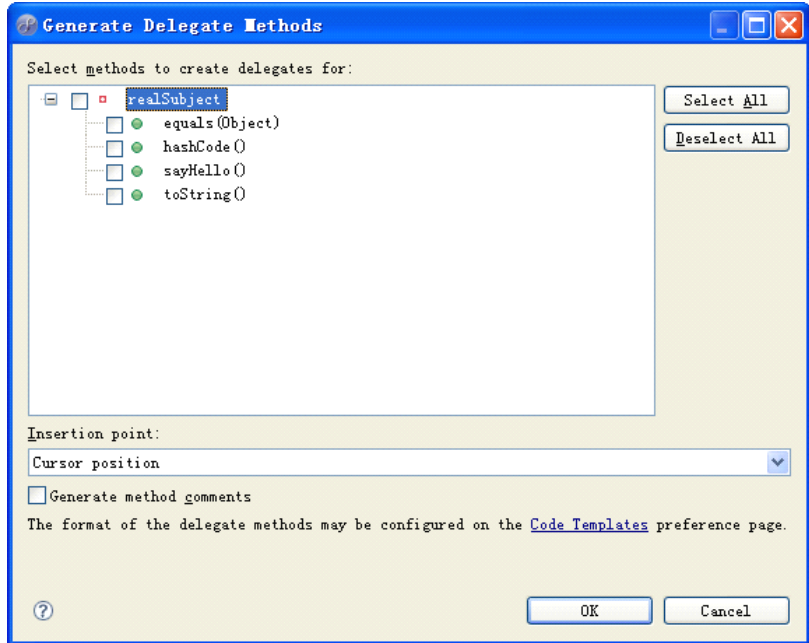 Generate Delegate Methods
Select methods to create delegates for:
realSubject
equals(Object)
hashCode()
sayHello()
toString()
Select All
Deselect All
Insertion point:
Cursor position
Generate method comments
The format of the delegate methods may be configured on the Code Templates preference page.
?
OK
Cancel